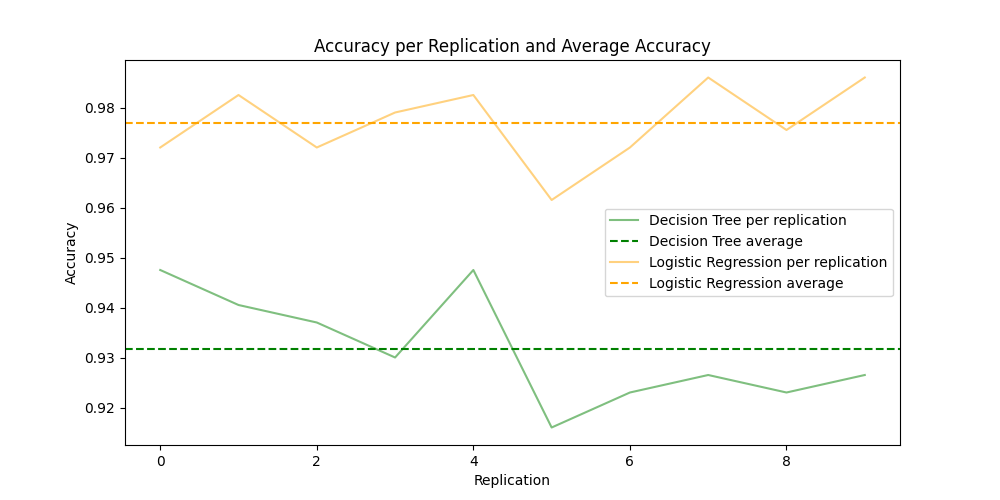 Accuracy per Replication and Average Accuracy
Accuracy
0.98
0.97
0.96
0.95
0.94
0.93
0.92
Decision Tree per replication
Decision Tree average
Logistic Regression per replication
Logistic Regression average
0 2 4 6 8
Replication